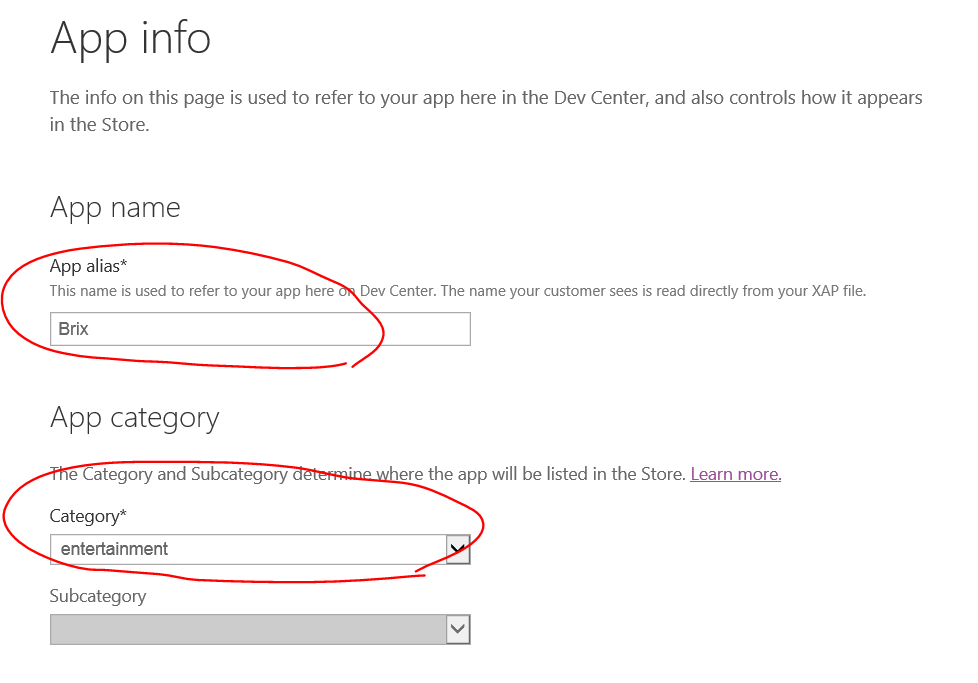 App info
The info on this page is used to refer to your app here in the Dev Center, and also controls how it appears
in the Store.
App name
App alias*
This name is used to refer to your app here on Dev Center. The name your customer sees is read directly from your XAP file.
Brix
App category
The Category and Subcategory determine where the app will be listed in the Store. Learn more.
Category*
entertainment
Subcategory